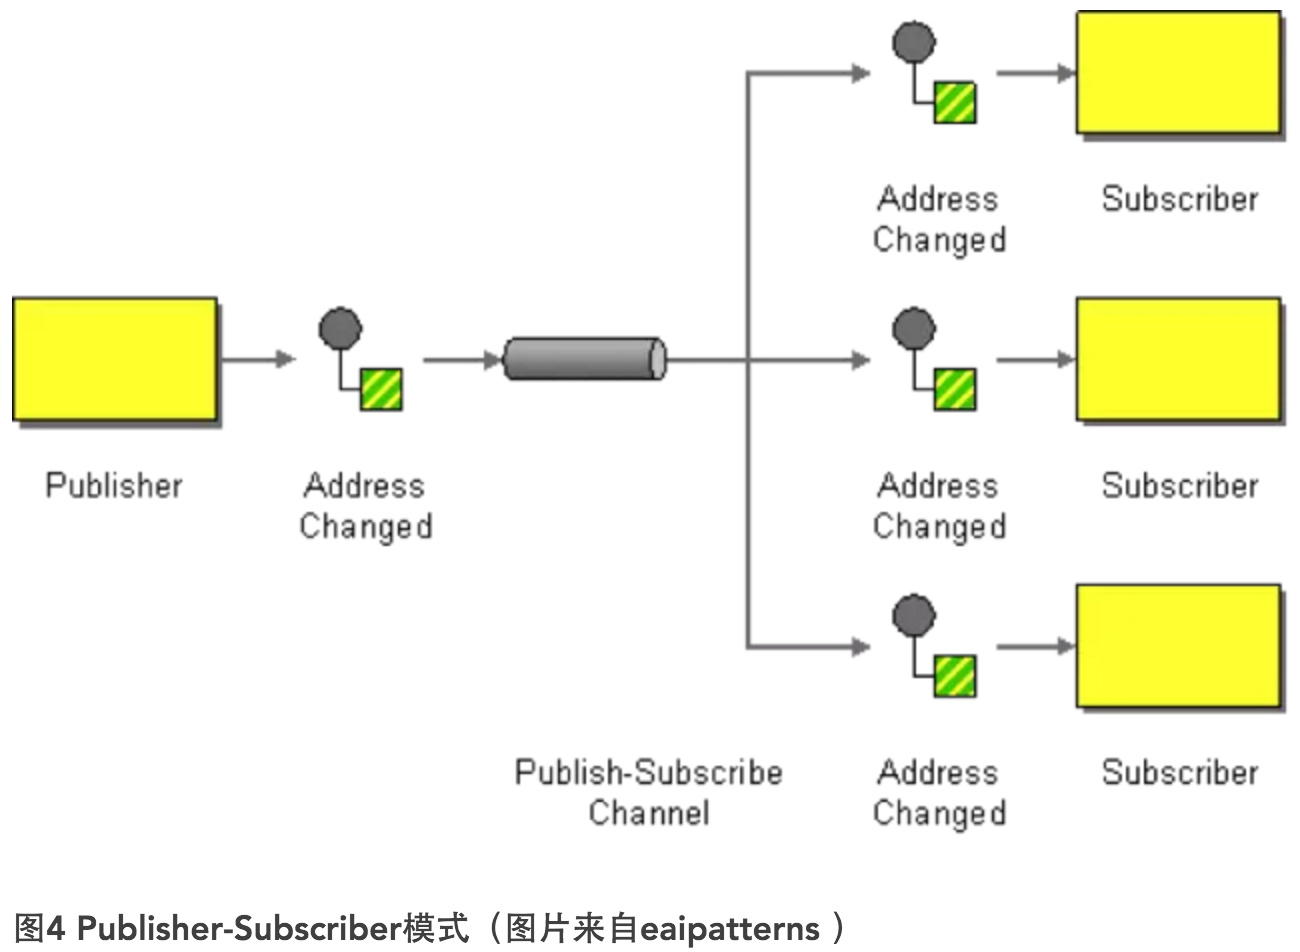 Address
Changed
Subscriber
Publisher
Address
Changed
Address
Changed
Subscriber
Publish-Subscribe
Channel
Address
Changed
Subscriber
图4 Publisher-Subscriber模式（图片来自eaipatterns ）